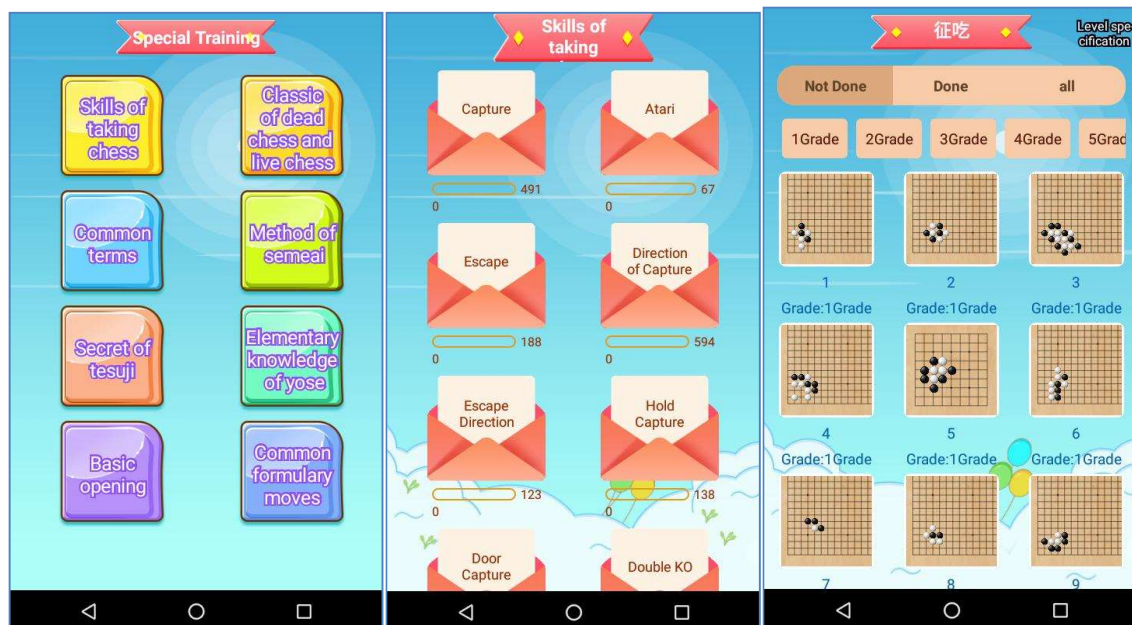 Special Training
Skills of
taking
chess
Classic
of dead
chess and
live chess
Common
terms
Method of
semeai
Secret of
tesuji
Elementary
knowledge
of yose
Basic
opening
Common
formulary
moves
Skills of
taking
Capture
Atari
491
67
0
0
Escape
Direction
of Capture
188
594
0
0
Escape
Direction
Hold
Capture
123
138
0
0
Door
Capture
Double KO
征吃
Level spe
cification
Not Done
Done
all
1Grade
2Grade
3Grade
4Grade
5Grad
1
2
3
Grade:1Grade
Grade:1Grade
Grade:1Grade
4
5
6
Grade:1Grade
Grade:1Grade
Grade:1Grade
7
8
9